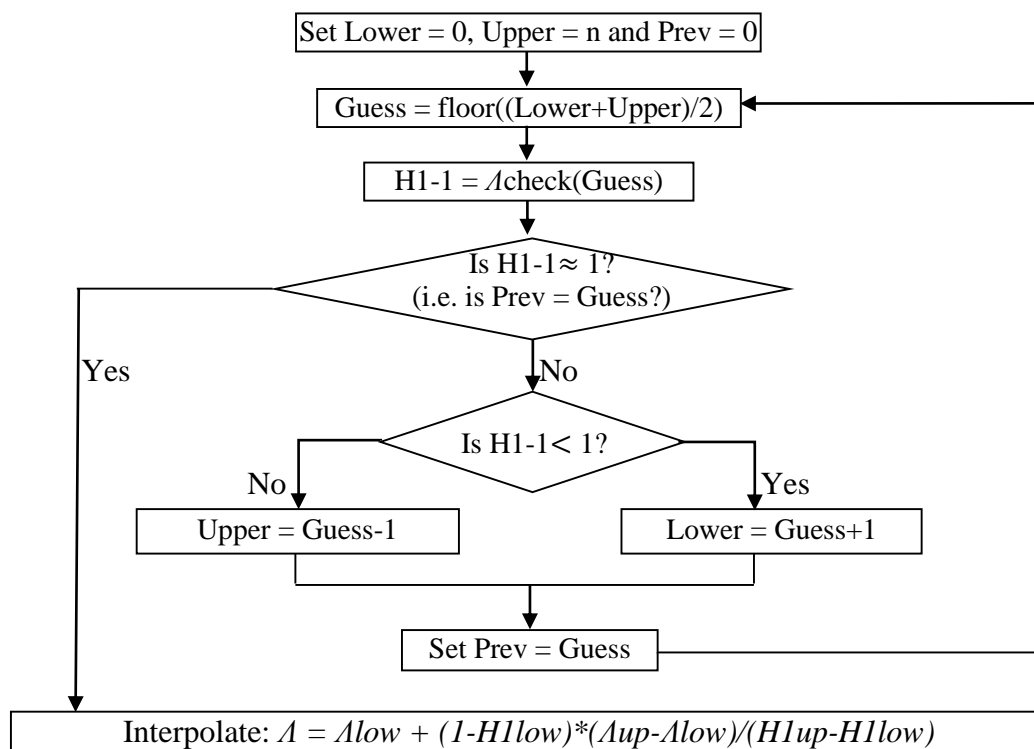 Set Lower = 0, Upper = n and Prev = 0
Guess = floor((Lower+Upper)/2)
H1-1 = Λcheck(Guess)
Is H1-1≈ 1?
(i.e. is Prev = Guess?)
Yes
No
Is H1-1< 1?
No
Yes
Upper = Guess-1
Lower = Guess+1
Set Prev = Guess
Interpolate: Λ = Λlow + (1-H1low)*(Λup-Λlow)/(H1up-H1low)